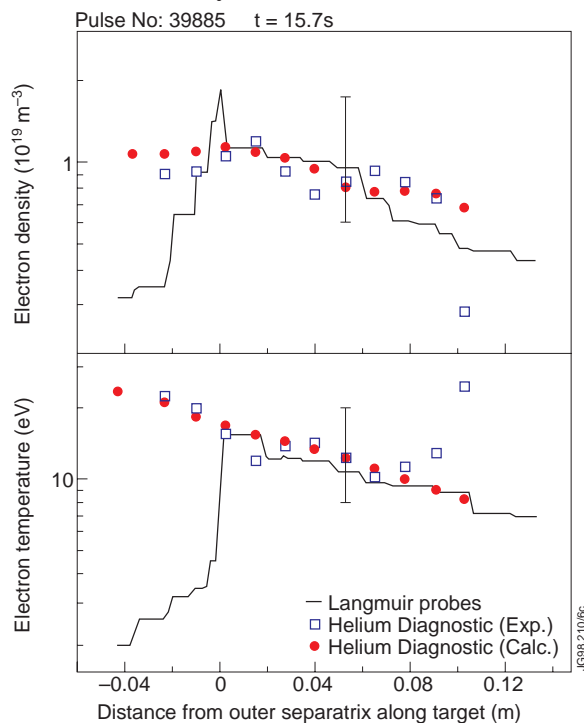 Pulse No: 39885 t = 15.7s
Electron density (10¹⁹ m⁻³)
1
Electron temperature (eV)
10
Langmuir probes
Helium Diagnostic (Exp.)
Helium Diagnostic (Calc.)
JG98.210/6c
–0.04 0 0.04 0.08 0.12
Distance from outer separatrix along target (m)